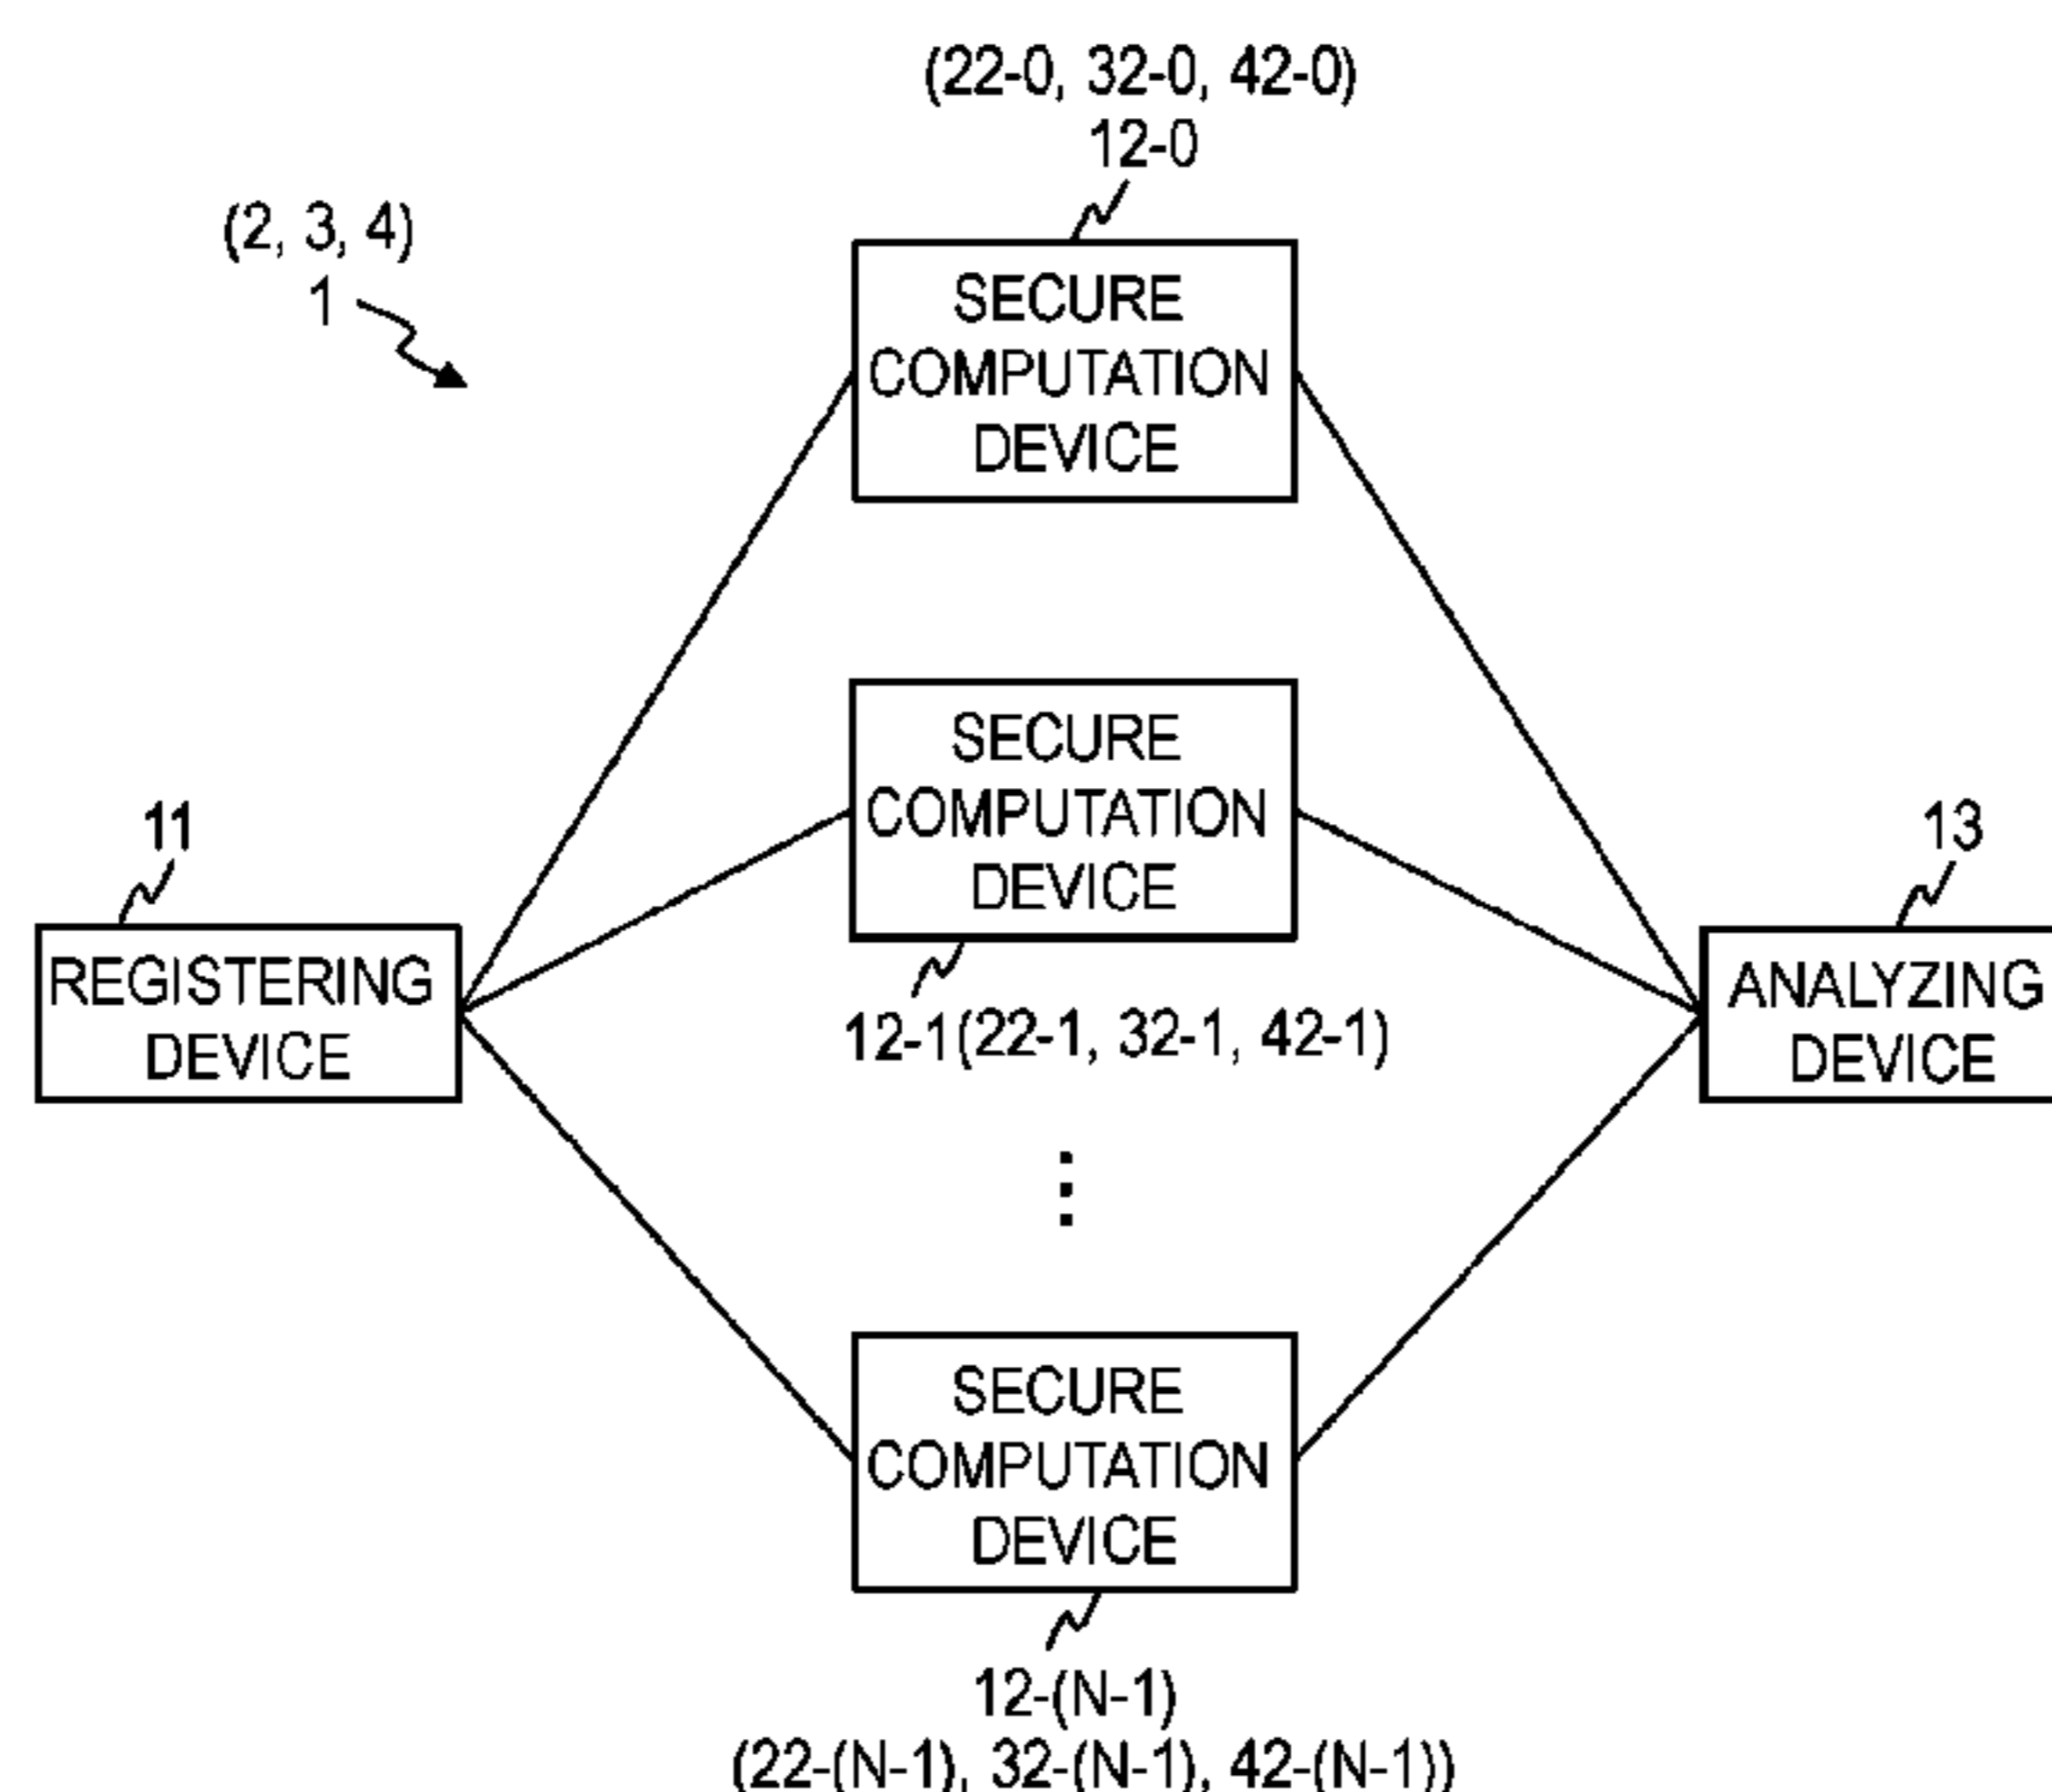 (22-0, 32-0, 42-0)
12-0
(2, 3, 4)
1
SECURE
COMPUTATION
DEVICE
SECURE
COMPUTATION
DEVICE
11
13
REGISTERING
DEVICE
12-1(22-1, 32-1, 42-1)
ANALYZING
DEVICE
SECURE
COMPUTATION
DEVICE
12-(N-1)
(22-(N-1), 32-(N-1), 42-(N-1))